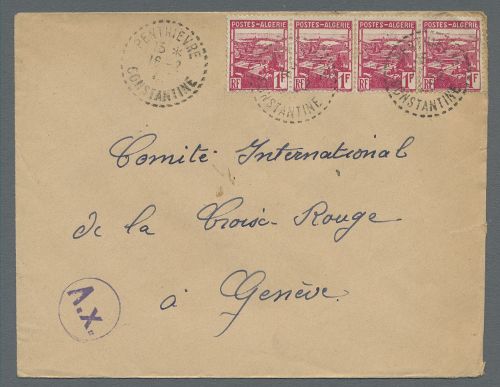 PENTHIEVRE
CONSTANTINE
POSTES-ALGERIE POSTES-ALGERIE POSTES-ALGERIE POSTES-ALGERIE
RF 1F RF 1F RF 1F RF 1F
CONSTANTINE
CONSTANTINE
Comité International
de la Croix-Rouge
à Genève.
A.X.